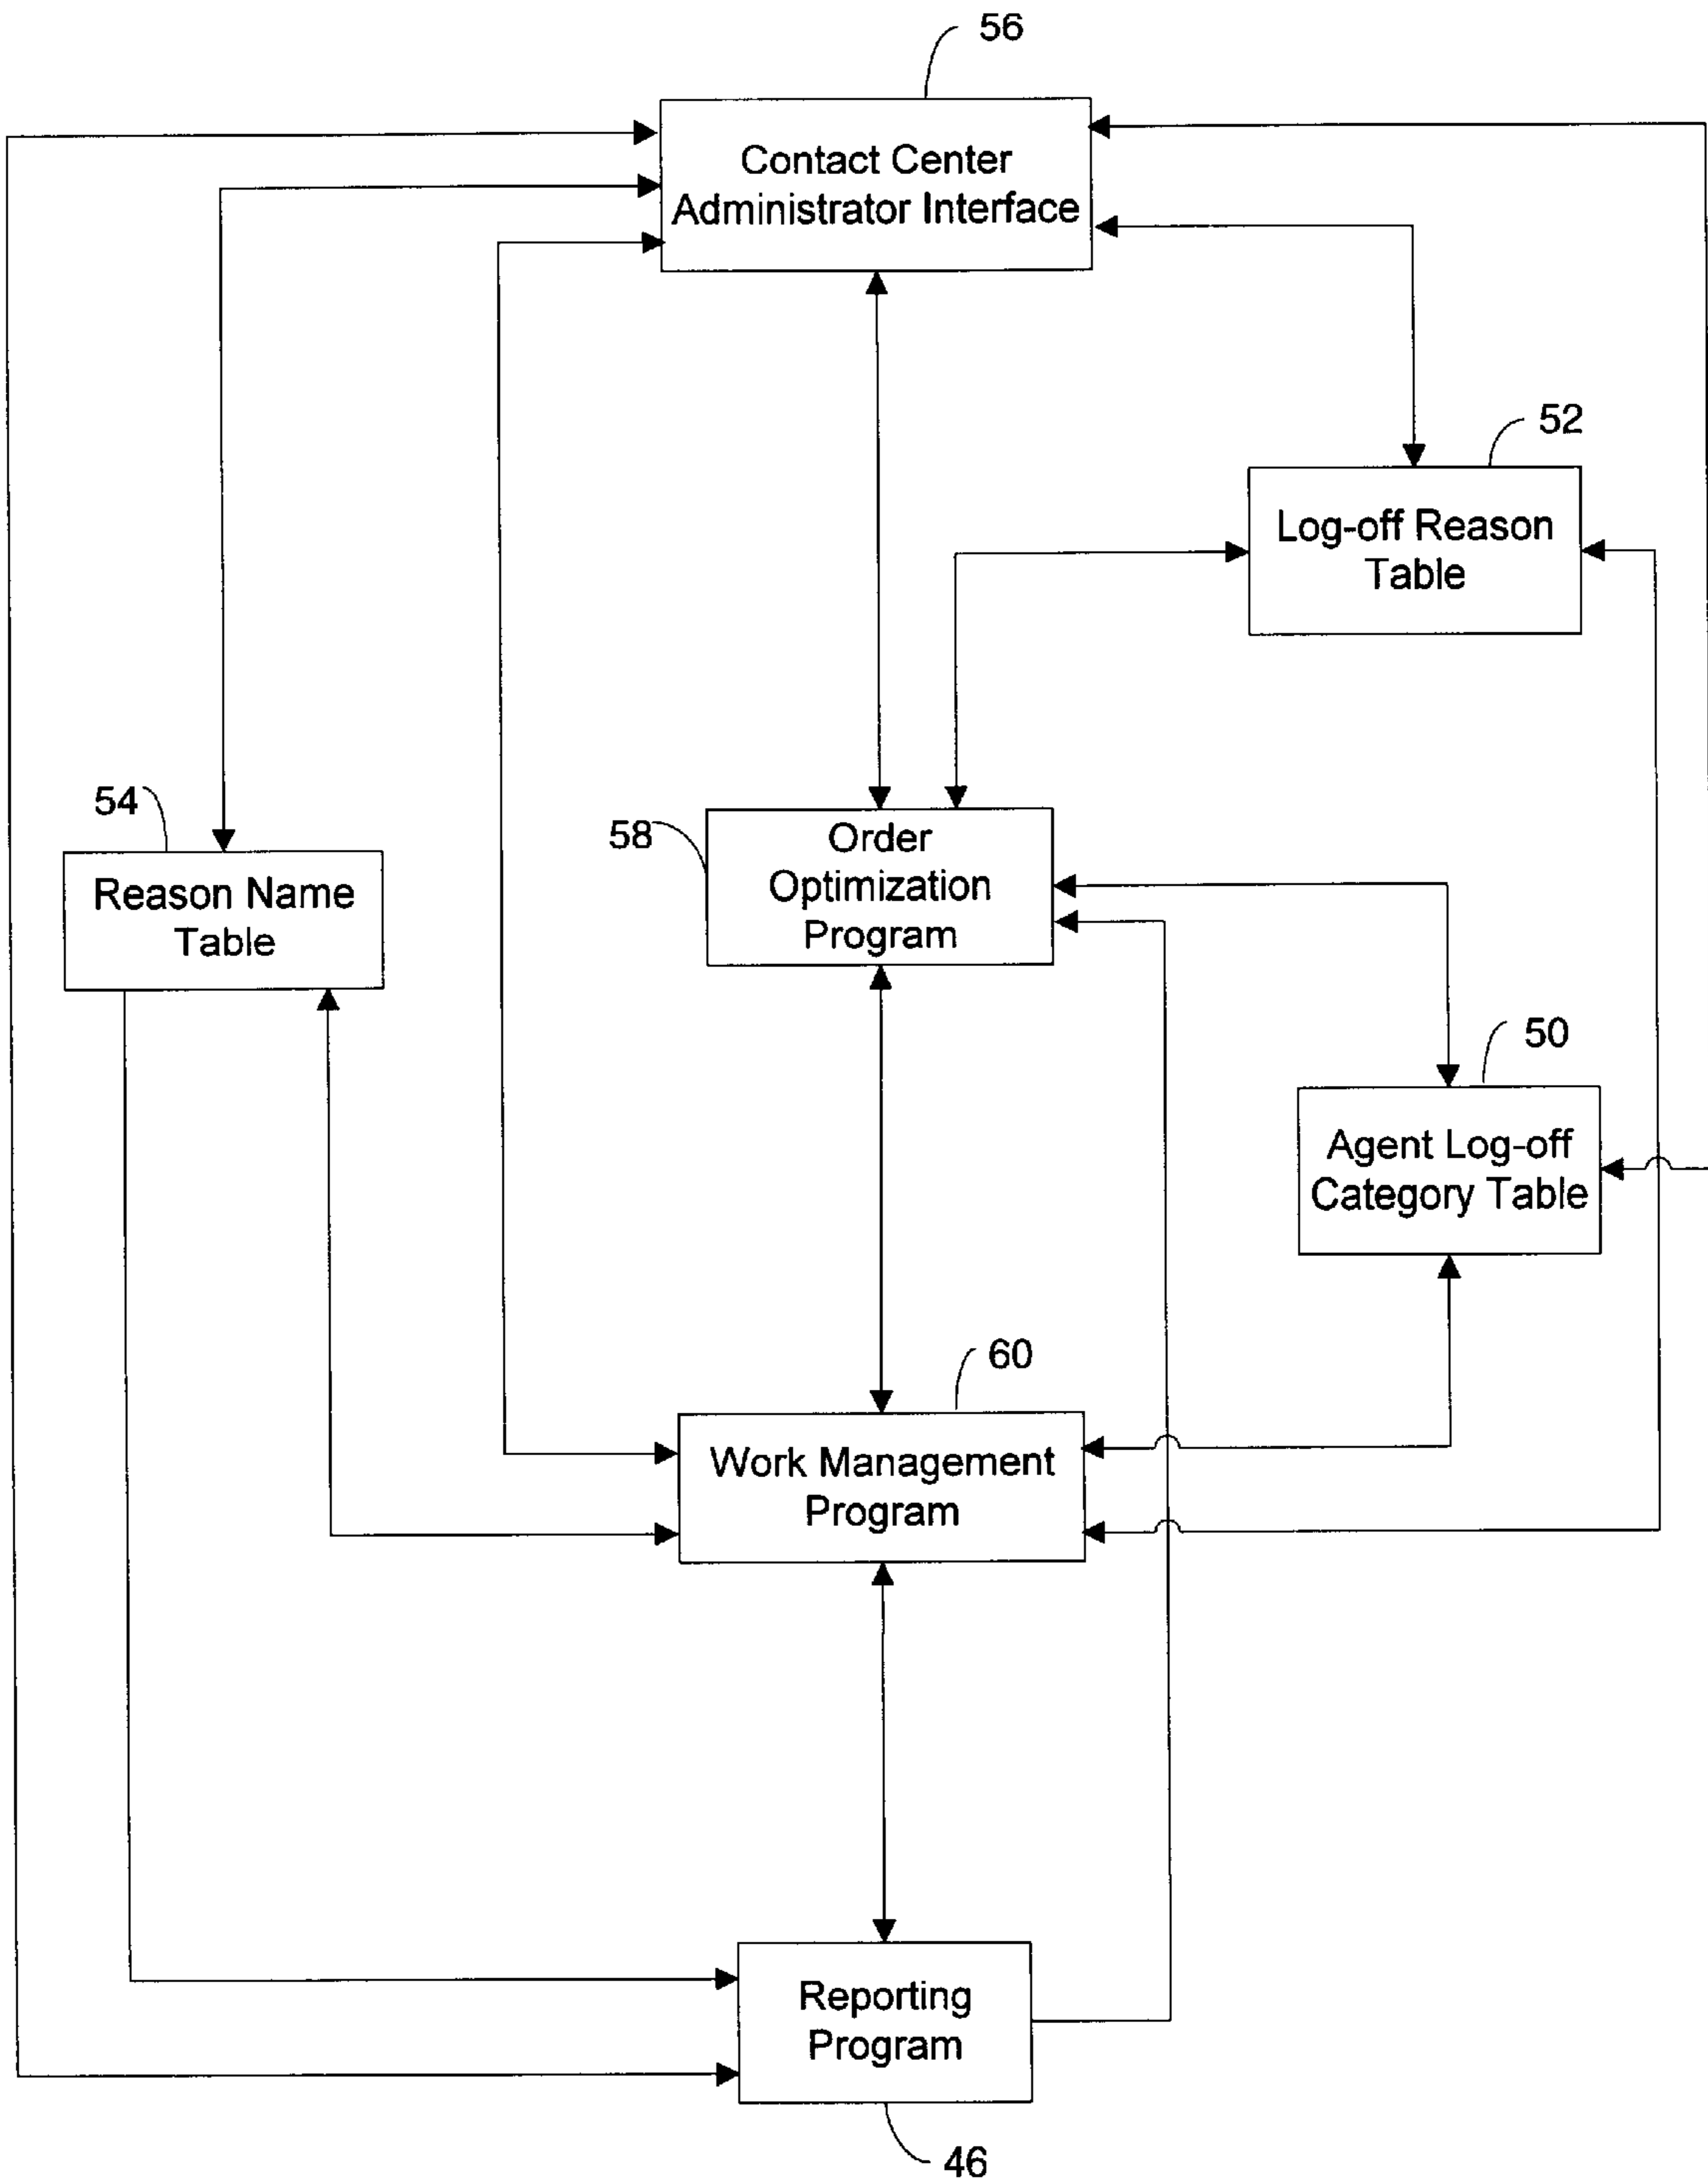 56
Contact Center
Administrator Interface
52
Log-off Reason
Table
54
Reason Name
Table
58
Order
Optimization
Program
50
Agent Log-off
Category Table
60
Work Management
Program
Reporting
Program
46